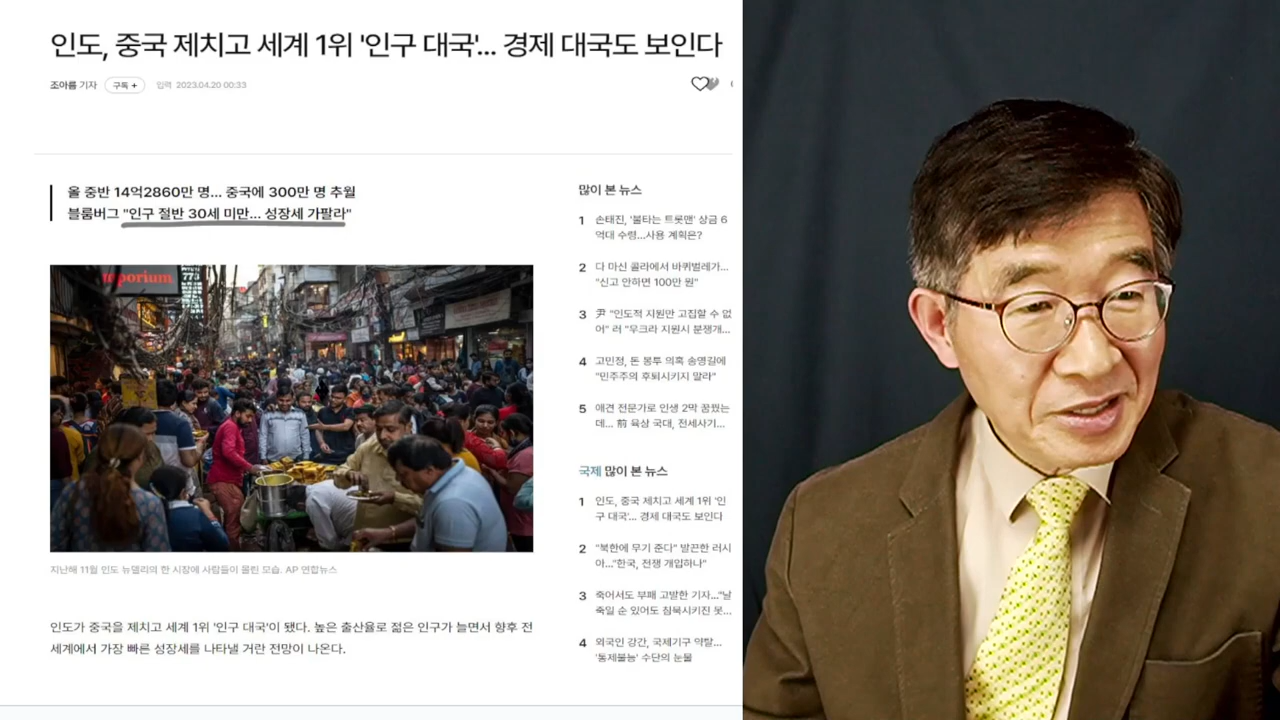 인도, 중국 제치고 세계 1위 '인구 대국'... 경제 대국도 보인다
조아름 기자 구독 + 입력 2023.04.20 00:33
올 중반 14억2860만 명... 중국에 300만 명 추월
블룸버그 "인구 절반 30세 미만... 성장세 가팔라"
emporium
773
지난해 11월 인도 뉴델리의 한 시장에 사람들이 몰린 모습. AP 연합뉴스
인도가 중국을 제치고 세계 1위 '인구 대국'이 됐다. 높은 출산율로 젊은 인구가 늘면서 향후 전
세계에서 가장 빠른 성장세를 나타낼 거란 전망이 나온다.
많이 본 뉴스
1 손태진, '불타는 트롯맨' 상금 6
억대 수령...사용 계획은?
2 다 마신 콜라에서 바퀴벌레가...
"신고 안하면 100만 원"
3 尹 "인도적 지원만 고집할 수 없
어" 러 "우크라 지원시 분쟁개...
4 고민정, 돈 봉투 의혹 송영길에
"민주주의 후퇴시키지 말라"
5 애견 전문가로 인생 2막 꿈꿨는
데... 前 육상 국대, 전세사기...
국제 많이 본 뉴스
1 인도, 중국 제치고 세계 1위 '인
구 대국'... 경제 대국도 보인다
2 "북한에 무기 준다" 발끈한 러시
아..."한국, 전쟁 개입하나"
3 죽어서도 부패 고발한 기자..."날
죽일 순 있어도 침묵시키진 못...
4 외국인 강간, 국제기구 약탈...
'통제불능' 수단의 눈물